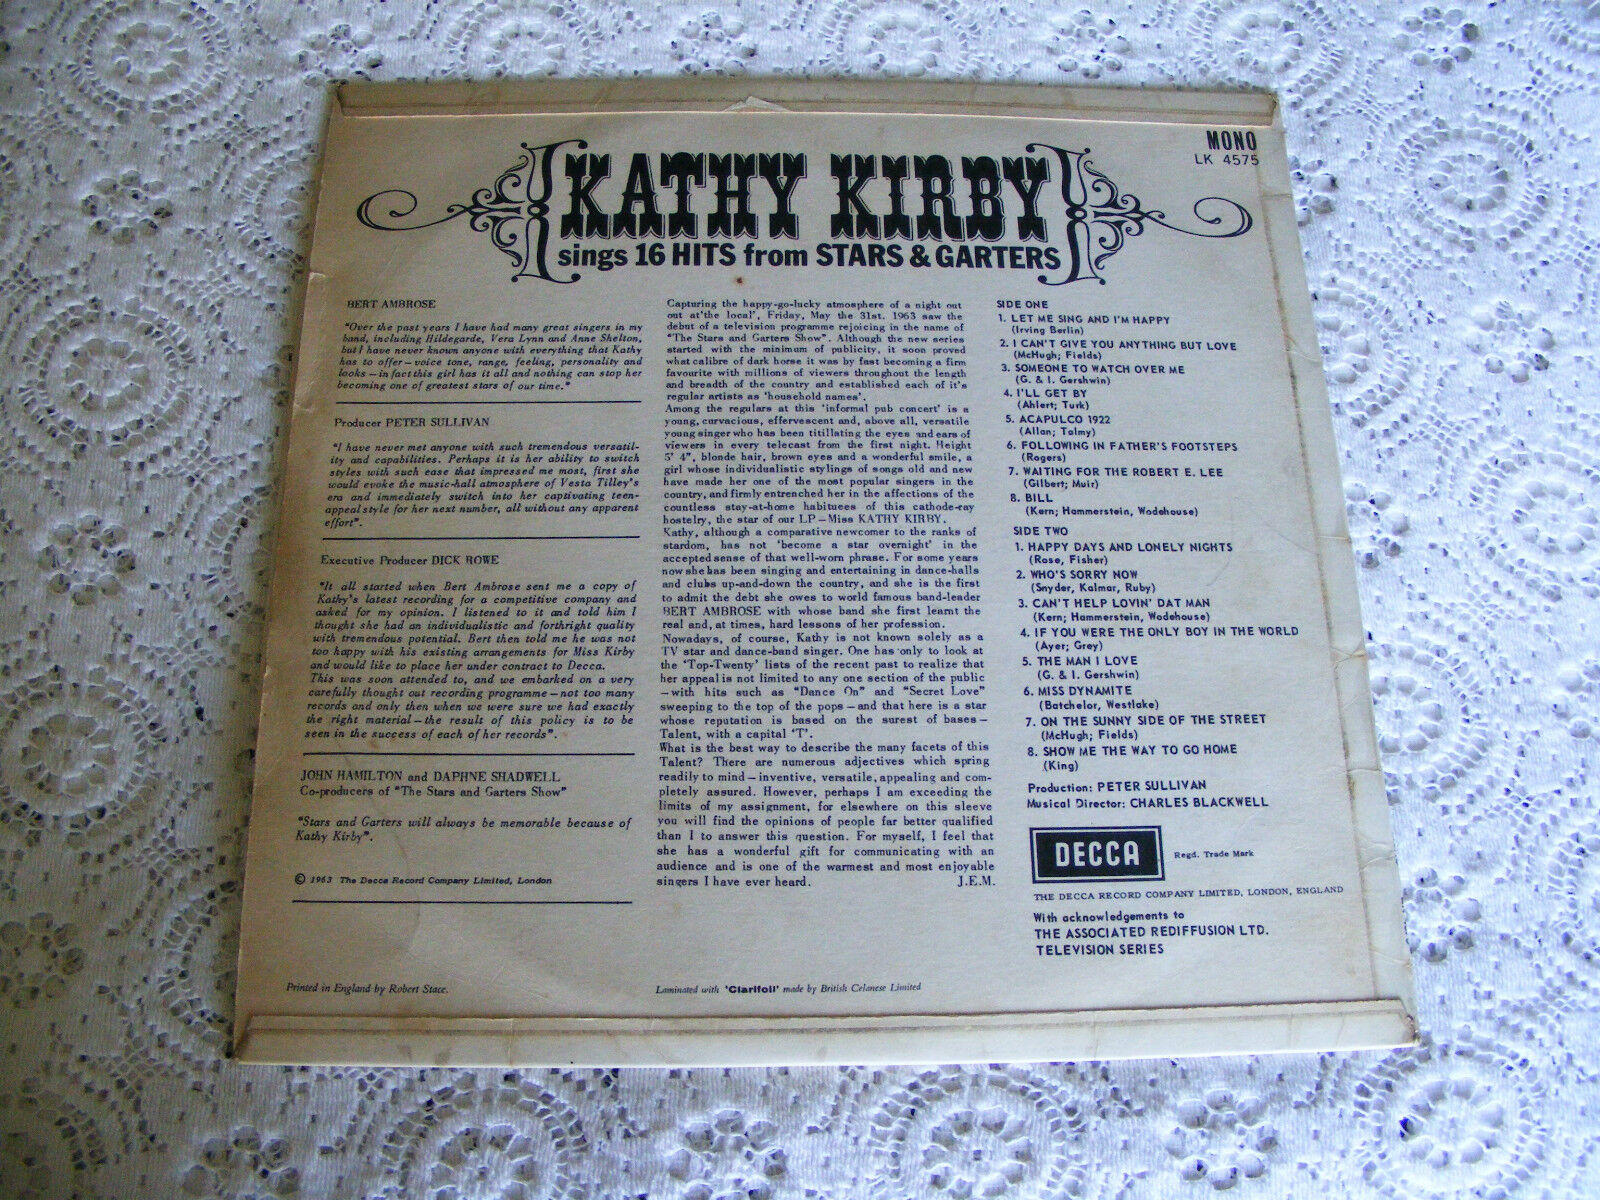 MONO
LK 4575
KATHY KIRBY
sings 16 HITS from STARS & GARTERS
BERT AMBROSE
"Over the past years I have had many great singers in my
band, including Hildegarde, Vera Lynn and Anne Shelton,
but I have never known anyone with everything that Kathy
has to offer – voice tone, range, feeling, personality and
looks – in fact this girl has it all and nothing can stop her
becoming one of greatest stars of our time."
Producer PETER SULLIVAN
"I have never met anyone with such tremendous versatil-
ity and capabilities. Perhaps it is her ability to switch
styles with such ease that impressed me most, first she
would evoke the music-hall atmosphere of Vesta Tilley's
era and immediately switch into her captivating teen-
appeal style for her next number, all without any apparent
effort".
Executive Producer DICK ROWE
"It all started when Bert Ambrose sent me a copy of
Kathy's latest recording for a competitive company and
asked for my opinion. I listened to it and told him I
thought she had an individualistic and forthright quality
with tremendous potential. Bert then told me he was not
too happy with his existing arrangements for Miss Kirby
and would like to place her under contract to Decca.
This was soon attended to, and we embarked on a very
carefully thought out recording programme – not too many
records and only then when we were sure we had exactly
the right material – the result of this policy is to be
seen in the success of each of her records".
JOHN HAMILTON and DAPHNE SHADWELL
Co-producers of "The Stars and Garters Show"
"Stars and Garters will always be memorable because of
Kathy Kirby".
© 1963 The Decca Record Company Limited, London
Printed in England by Robert Stace.
Capturing the happy-go-lucky atmosphere of a night out
out at 'the local', Friday, May the 31st. 1963 saw the
debut of a television programme rejoicing in the name of
"The Stars and Garters Show". Although the new series
started with the minimum of publicity, it soon proved
what calibre of dark horse it was by fast becoming a firm
favourite with millions of viewers throughout the length
and breadth of the country and established each of it's
regular artists as 'household names'.
Among the regulars at this 'informal pub concert' is a
young, curvacious, effervescent and, above all, versatile
young singer who has been titillating the eyes and ears of
viewers in every telecast from the first night. Height
5' 4", blonde hair, brown eyes and a wonderful smile, a
girl whose individualistic stylings of songs old and new
have made her one of the most popular singers in the
country, and firmly entrenched her in the affections of the
countless stay-at-home habituees of this cathode-ray
hostelry, the star of our LP – Miss KATHY KIRBY.
Kathy, although a comparative newcomer to the ranks of
stardom, has not 'become a star overnight' in the
accepted sense of that well-worn phrase. For some years
now she has been singing and entertaining in dance-halls
and clubs up-and-down the country, and she is the first
to admit the debt she owes to world famous band-leader
BERT AMBROSE with whose band she first learnt the
real and, at times, hard lessons of her profession.
Nowadays, of course, Kathy is not known solely as a
TV star and dance-band singer. One has only to look at
the 'Top-Twenty' lists of the recent past to realize that
her appeal is not limited to any one section of the public
– with hits such as "Dance On" and "Secret Love"
sweeping to the top of the pops – and that here is a star
whose reputation is based on the surest of bases –
Talent, with a capital 'T'.
What is the best way to describe the many facets of this
Talent? There are numerous adjectives which spring
readily to mind – inventive, versatile, appealing and com-
pletely assured. However, perhaps I am exceeding the
limits of my assignment, for elsewhere on this sleeve
you will find the opinions of people far better qualified
than I to answer this question. For myself, I feel that
she has a wonderful gift for communicating with an
audience and is one of the warmest and most enjoyable
singers I have ever heard. J.E.M.
Laminated with 'Clarifoil' made by British Celanese Limited
SIDE ONE
1. LET ME SING AND I'M HAPPY
(Irving Berlin)
2. I CAN'T GIVE YOU ANYTHING BUT LOVE
(McHugh; Fields)
3. SOMEONE TO WATCH OVER ME
(G. & I. Gershwin)
4. I'LL GET BY
(Ahlert; Turk)
5. ACAPULCO 1922
(Allan; Talmy)
6. FOLLOWING IN FATHER'S FOOTSTEPS
(Rogers)
7. WAITING FOR THE ROBERT E. LEE
(Gilbert; Muir)
8. BILL
(Kern; Hammerstein, Wodehouse)
SIDE TWO
1. HAPPY DAYS AND LONELY NIGHTS
(Rose, Fisher)
2. WHO'S SORRY NOW
(Snyder, Kalmar, Ruby)
3. CAN'T HELP LOVIN' DAT MAN
(Kern; Hammerstein, Wodehouse)
4. IF YOU WERE THE ONLY BOY IN THE WORLD
(Ayer; Grey)
5. THE MAN I LOVE
(G. & I. Gershwin)
6. MISS DYNAMITE
(Batchelor, Westlake)
7. ON THE SUNNY SIDE OF THE STREET
(McHugh; Fields)
8. SHOW ME THE WAY TO GO HOME
(King)
Production: PETER SULLIVAN
Musical Director: CHARLES BLACKWELL
DECCA
Regd. Trade Mark
THE DECCA RECORD COMPANY LIMITED, LONDON, ENGLAND
With acknowledgements to
THE ASSOCIATED REDIFFUSION LTD.
TELEVISION SERIES